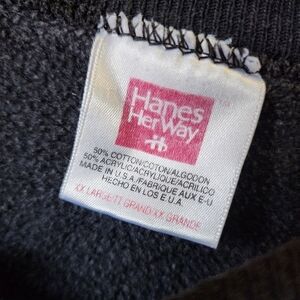 Hanes
HerWay
50% COTTON/COTON/ALGODON
50% ACRYLIC/ACRYLIQUE/ACRILICO
MADE IN U.S.A./FABRIQUE AUX E-U
HECHO EN LOS E.U.A.
XX LARGE/TT GRAND/XX GRANDE